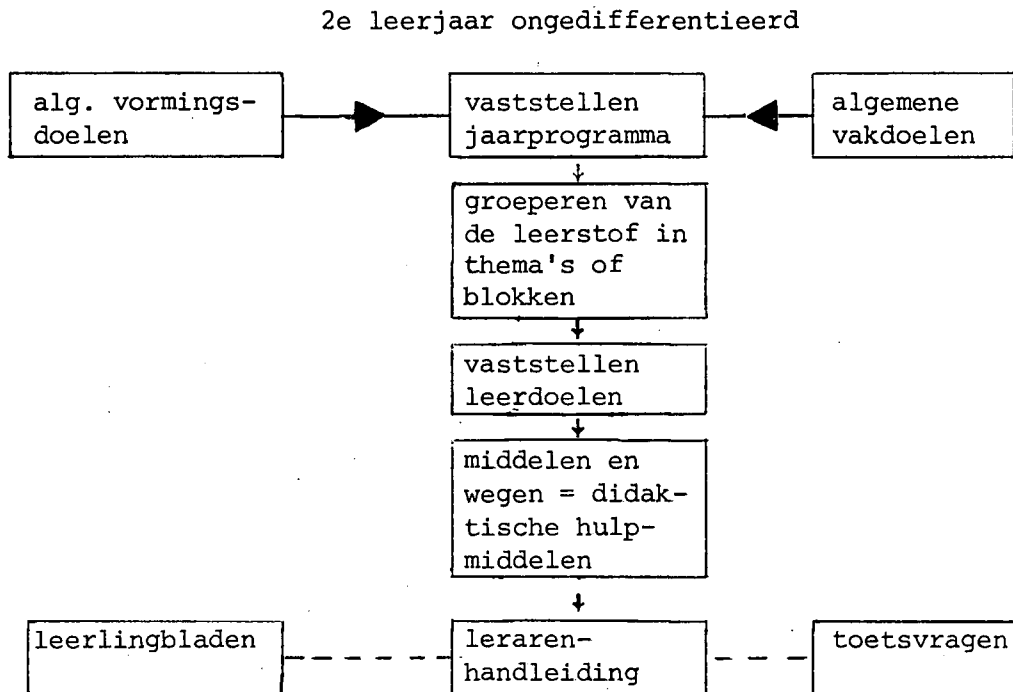 2e leerjaar ongedifferentieerd
alg. vormings-
doelen
vaststellen
jaarprogramma
algemene
vakdoelen
groeperen van
de leerstof in
thema's of
blokken
vaststellen
leerdoelen
middelen en
wegen = didak-
tische hulp-
middelen
leerlingbladen
leraren-
handleiding
toetsvragen